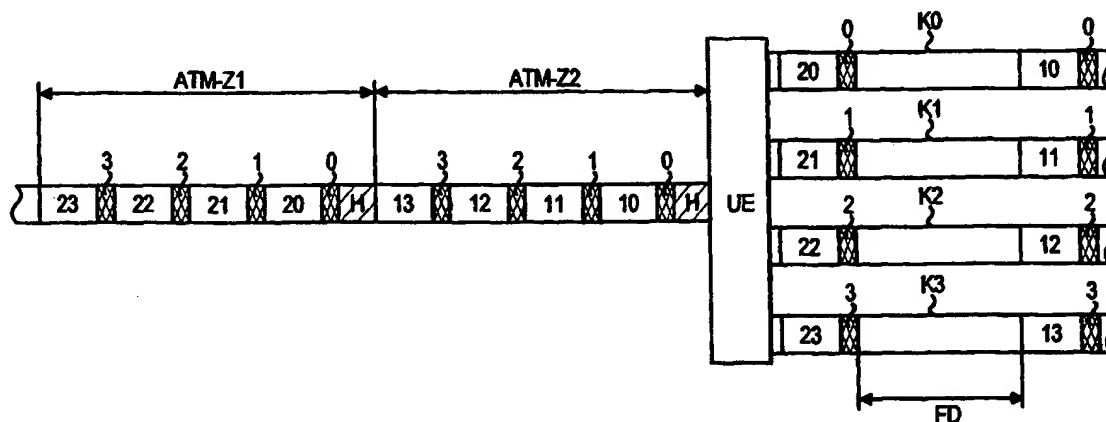 ATM-Z1 ATM-Z2
3 2 1 0 3 2 1 0
23 22 21 20 H 13 12 11 10 H
UE
0 K0 0
20 10
1 K1 1
21 11
2 K2 2
22 12
3 K3 3
23 13
FD